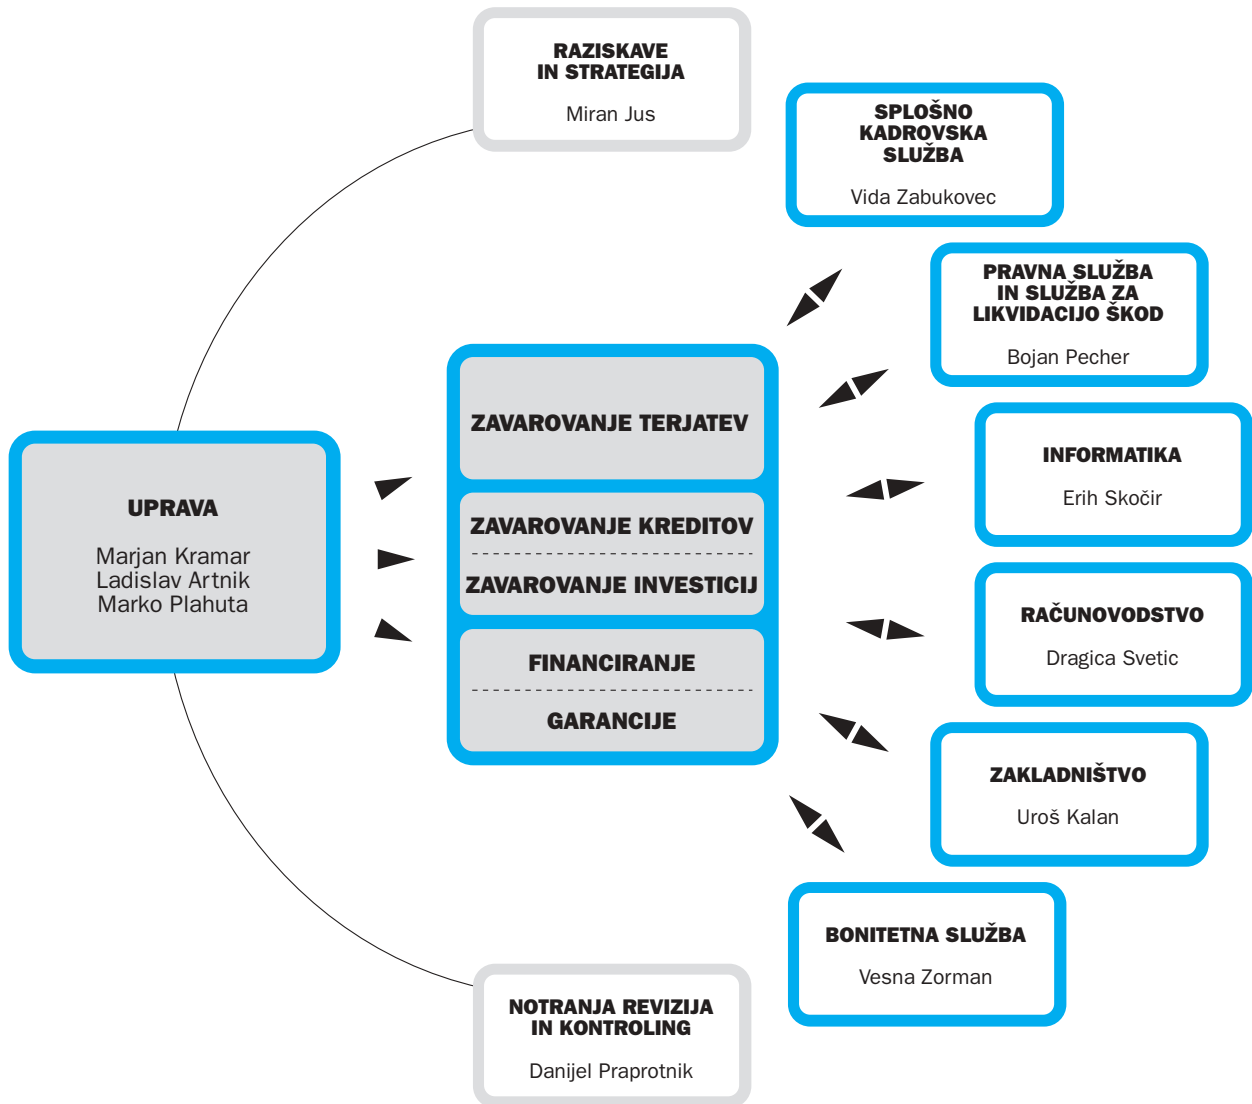 RAZISKAVE
IN STRATEGIJA
Miran Jus
SPLOŠNO
KADROVSKA
SLUŽBA
Vida Zabukovec
PRAVNA SLUŽBA
IN SLUŽBA ZA
LIKVIDACIJO ŠKOD
Bojan Pecher
UPRAVA
Marjan Kramar
Ladislav Artnik
Marko Plahuta
ZAVAROVANJE TERJATEV
ZAVAROVANJE KREDITOV
ZAVAROVANJE INVESTICIJ
FINANCIRANJE
GARANCIJE
INFORMATIKA
Erih Skočir
RAČUNOVODSTVO
Dragica Svetic
ZAKLADNIŠTVO
Uroš Kalan
BONITETNA SLUŽBA
Vesna Zorman
NOTRANJA REVIZIJA
IN KONTROLING
Danijel Praprotnik